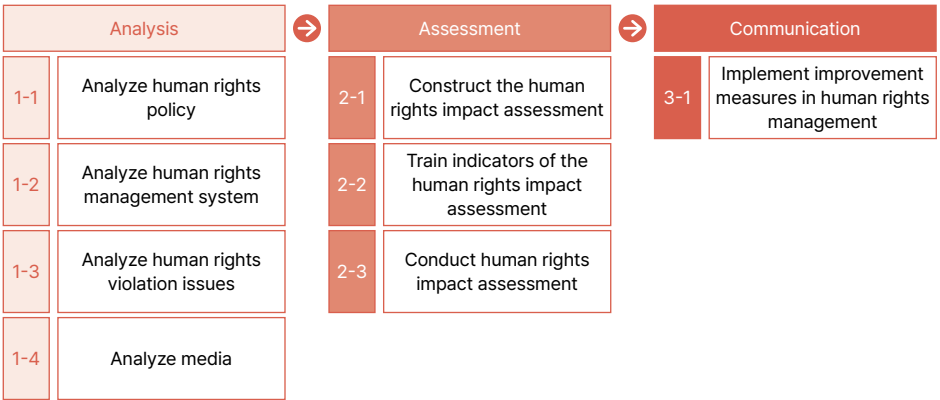 Analysis
1-1
Analyze human rights
policy
1-2
Analyze human rights
management system
1-3
Analyze human rights
violation issues
1-4
Analyze media
Assessment
2-1
Construct the human
rights impact assessment
2-2
Train indicators of the
human rights impact
assessment
2-3
Conduct human rights
impact assessment
Communication
3-1
Implement improvement
measures in human rights
management